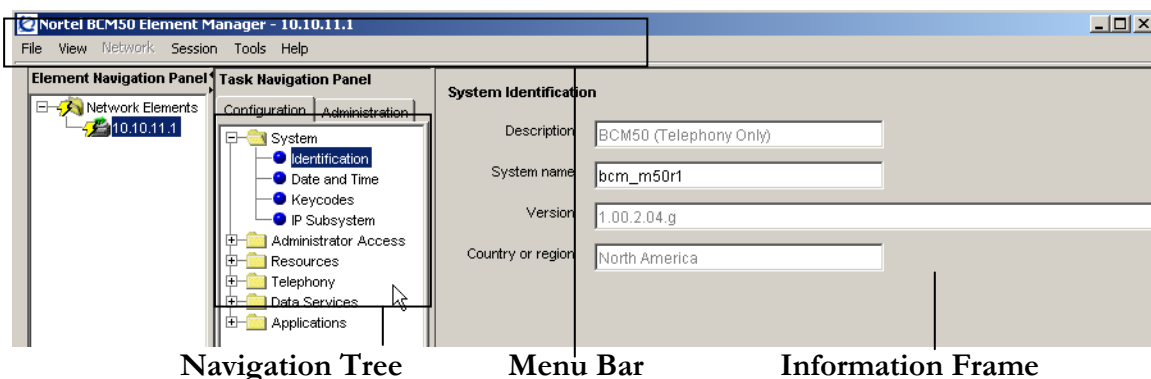 Nortel BCM50 Element Manager - 10.10.11.1
File View Network Session Tools Help
Element Navigation Panel
Network Elements
10.10.11.1
Task Navigation Panel
Configuration Administration
System
Identification
Date and Time
Keycodes
IP Subsystem
Administrator Access
Resources
Telephony
Data Services
Applications
System Identification
Description BCM50 (Telephony Only)
System name bcm_m50r1
Version 1.00.2.04.g
Country or region North America
Navigation Tree Menu Bar Information Frame